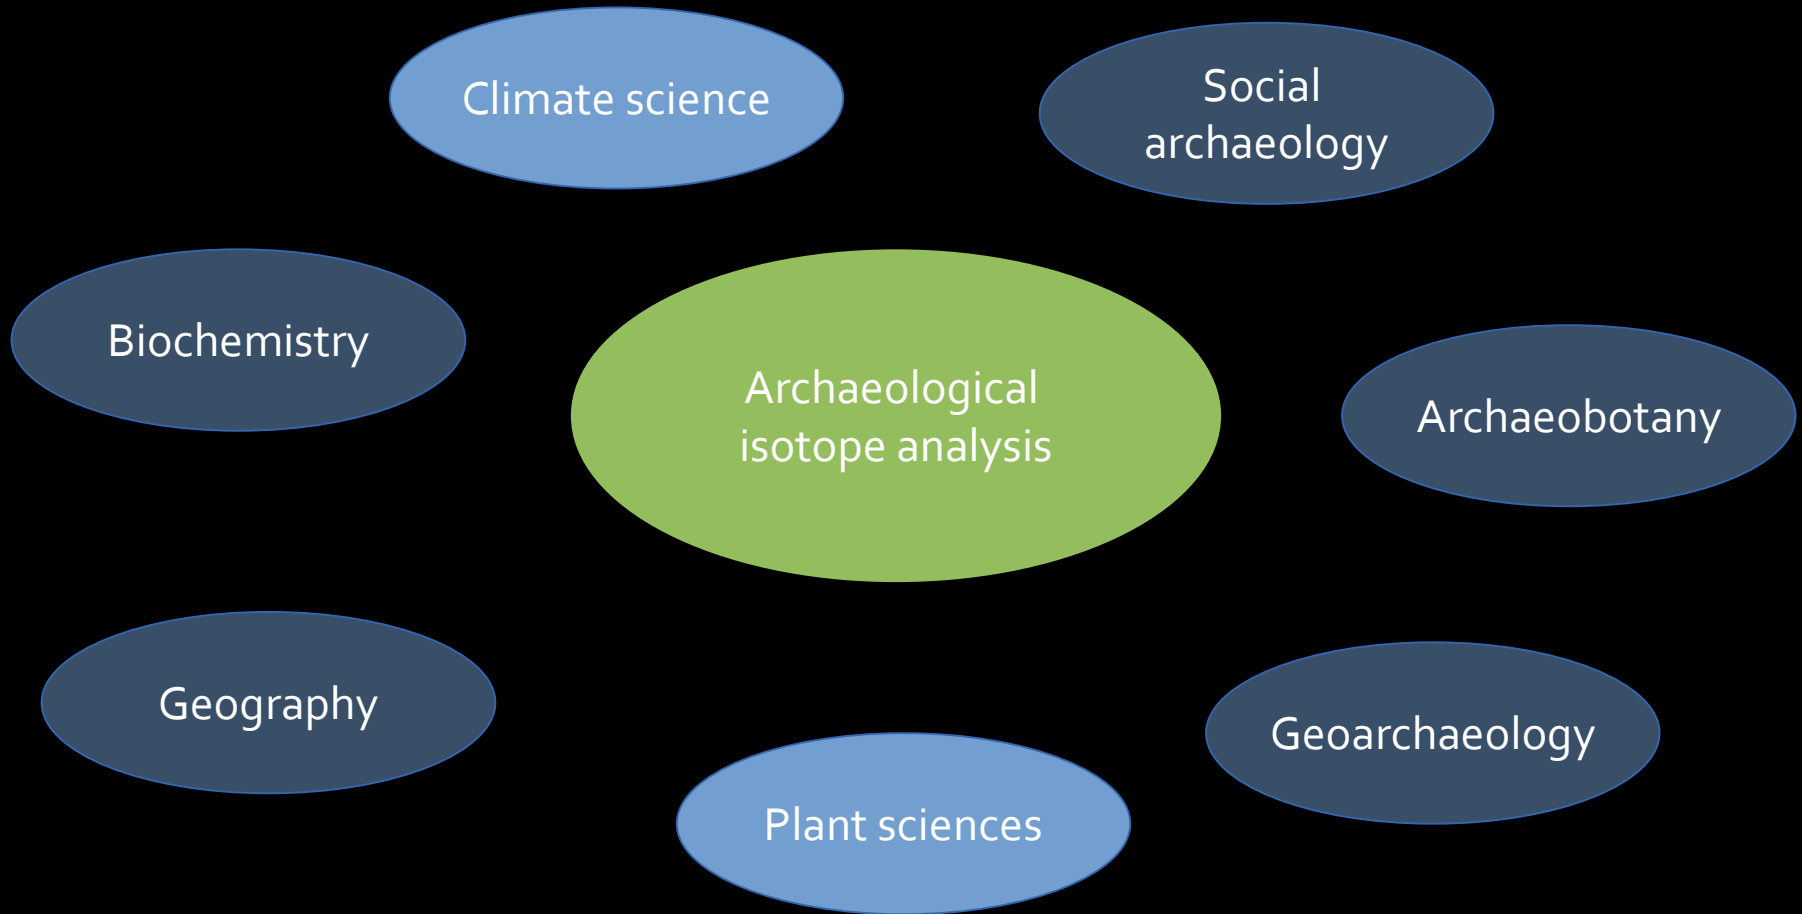 Climate science
Social
archaeology
Biochemistry
Archaeological
isotope analysis
Archaeobotany
Geography
Geoarchaeology
Plant sciences